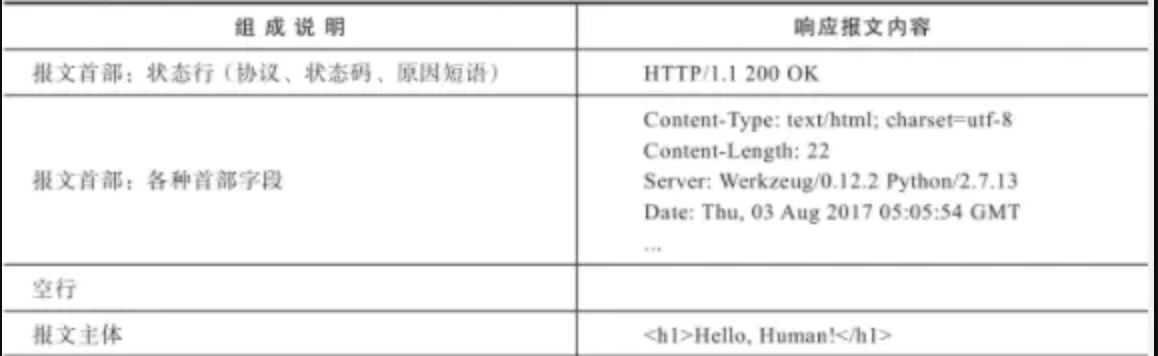 组成说明 响应报文内容
报文首部：状态行（协议、状态码、原因短语） HTTP/1.1 200 OK
Content-Type: text/html; charset=utf-8
Content-Length: 22
报文首部：各种首部字段 Server: Werkzeug/0.12.2 Python/2.7.13
Date: Thu, 03 Aug 2017 05:05:54 GMT
...
空行
报文主体 <h1>Hello, Human!</h1>